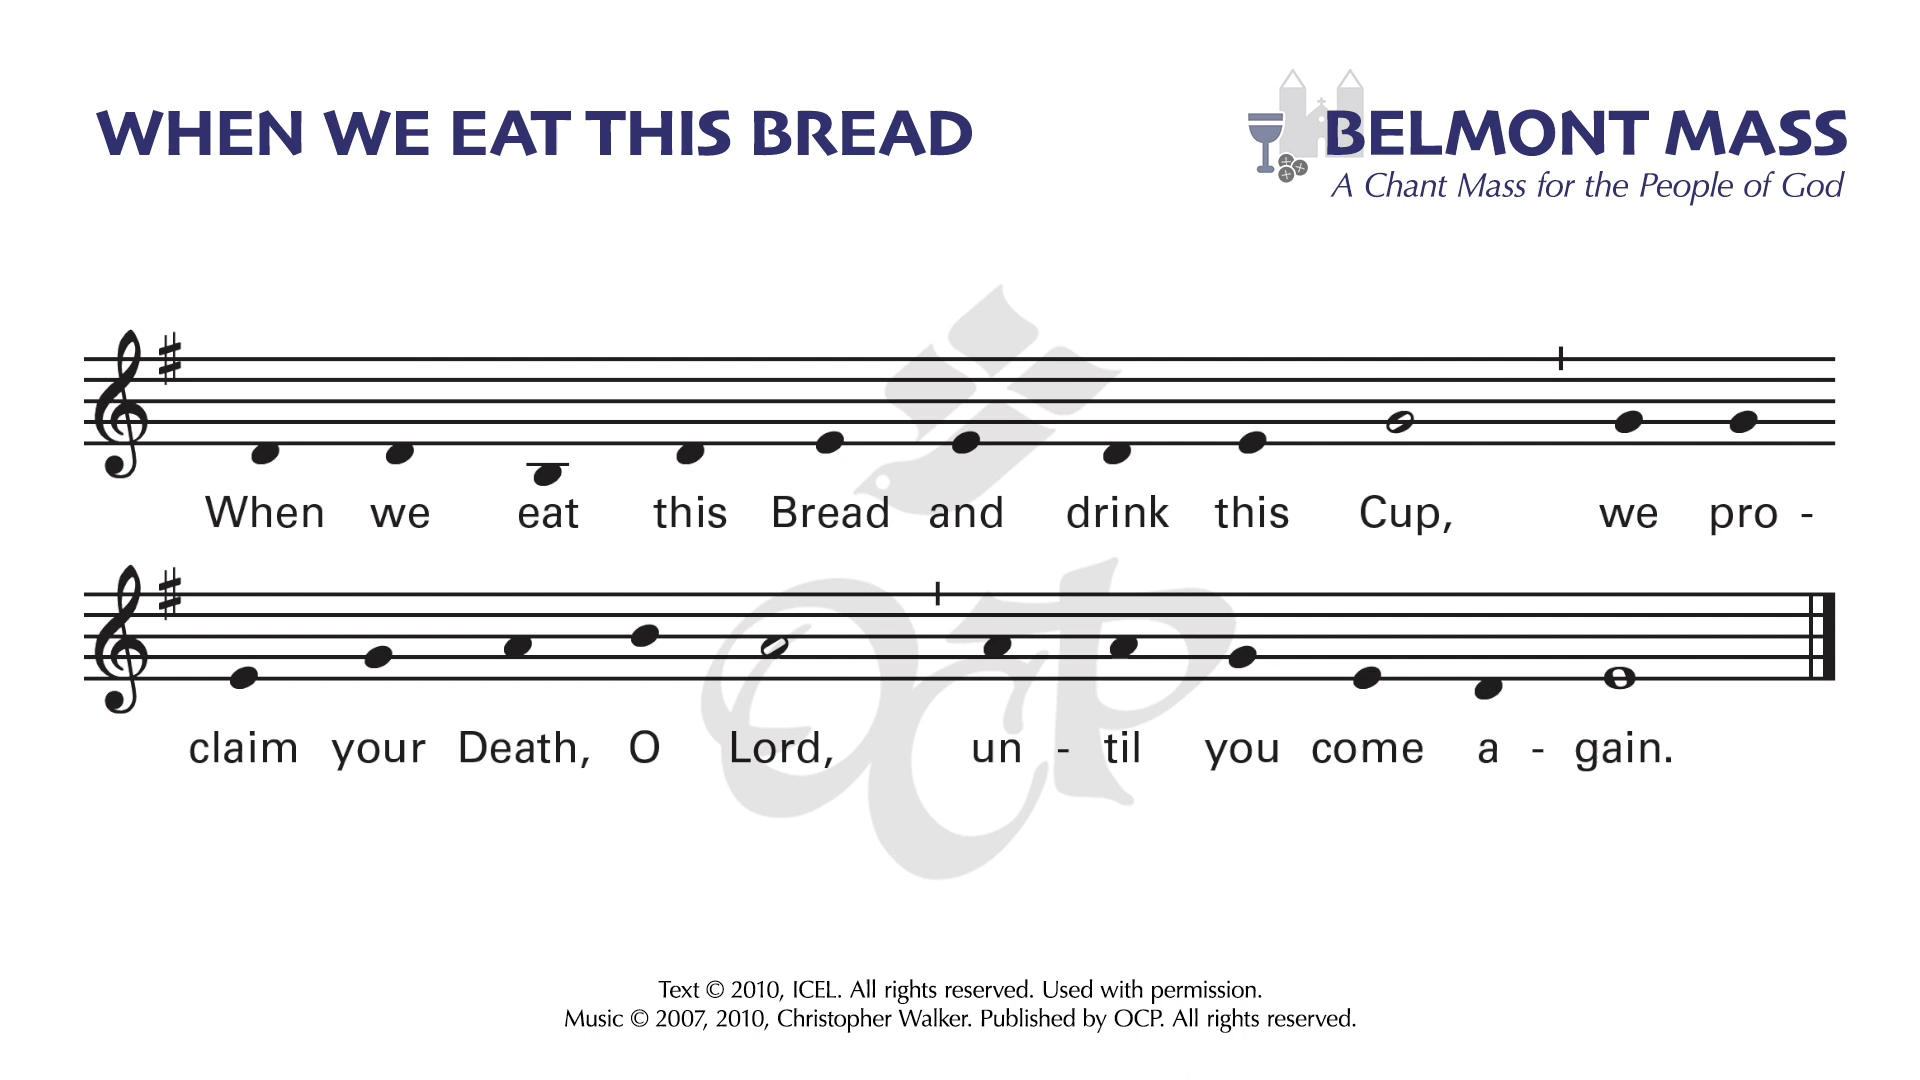 WHEN WE EAT THIS BREAD
BELMONT MASS
A Chant Mass for the People of God
When we eat this Bread and drink this Cup, we pro -
claim your Death, O Lord, un - til you come a - gain.
OCP
Text © 2010, ICEL. All rights reserved. Used with permission.
Music © 2007, 2010, Christopher Walker. Published by OCP. All rights reserved.